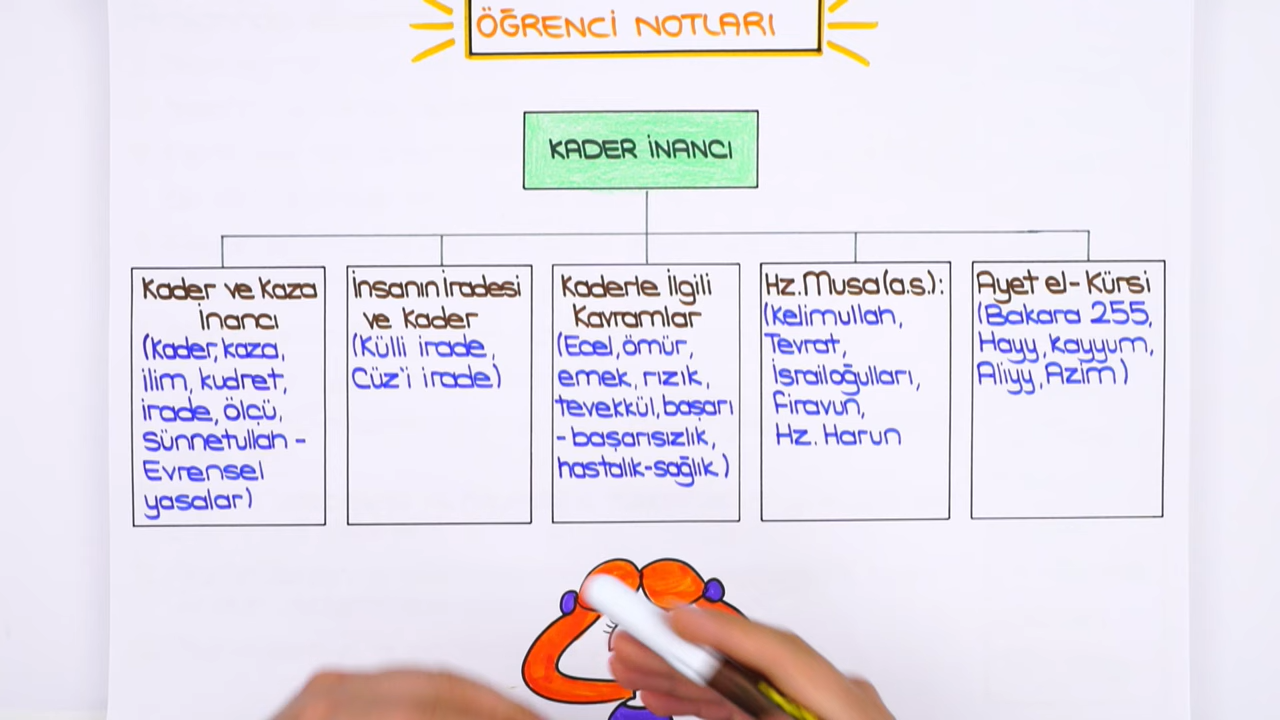 ÖĞRENCİ NOTLARI
KADER İNANCI
Kader ve Kaza
İnancı
(Kader, kaza,
ilim, kudret,
irade, ölçü,
Sünnetullah -
Evrensel
yasalar)
İnsanın İradesi
ve Kader
(Külli irade,
Cüz'i irade)
Kaderle İlgili
Kavramlar
(Ecel, ömür,
emek, rızık,
tevekkül, başarı
- başarısızlık,
hastalık-sağlık)
Hz. Musa (a.s.):
(Kelimullah,
Tevrat,
İsrailoğulları,
Firavun,
Hz. Harun
Ayet el-Kürsi
(Bakara 255,
Hayy, Kayyum,
Aliyy, Azim)